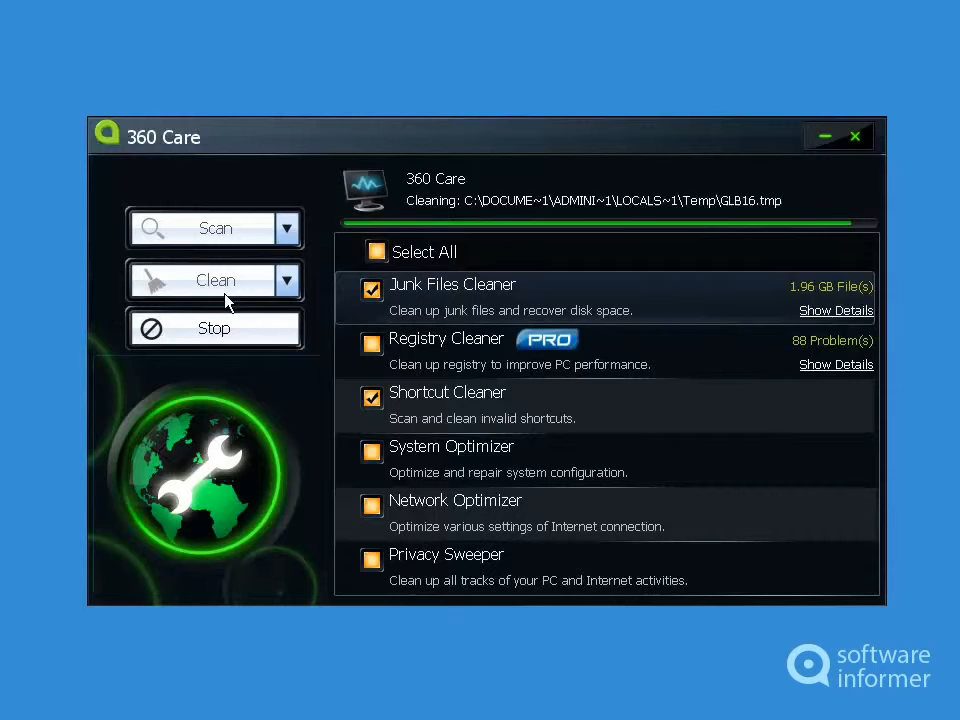 360 Care
360 Care
Cleaning: C:\DOCUME~1\ADMINI~1\LOCALS~1\Temp\GLB16.tmp
Scan
Clean
Stop
Select All
Junk Files Cleaner 1.96 GB File(s)
Clean up junk files and recover disk space. Show Details
Registry Cleaner PRO 88 Problem(s)
Clean up registry to improve PC performance. Show Details
Shortcut Cleaner
Scan and clean invalid shortcuts.
System Optimizer
Optimize and repair system configuration.
Network Optimizer
Optimize various settings of Internet connection.
Privacy Sweeper
Clean up all tracks of your PC and Internet activities.
software
informer